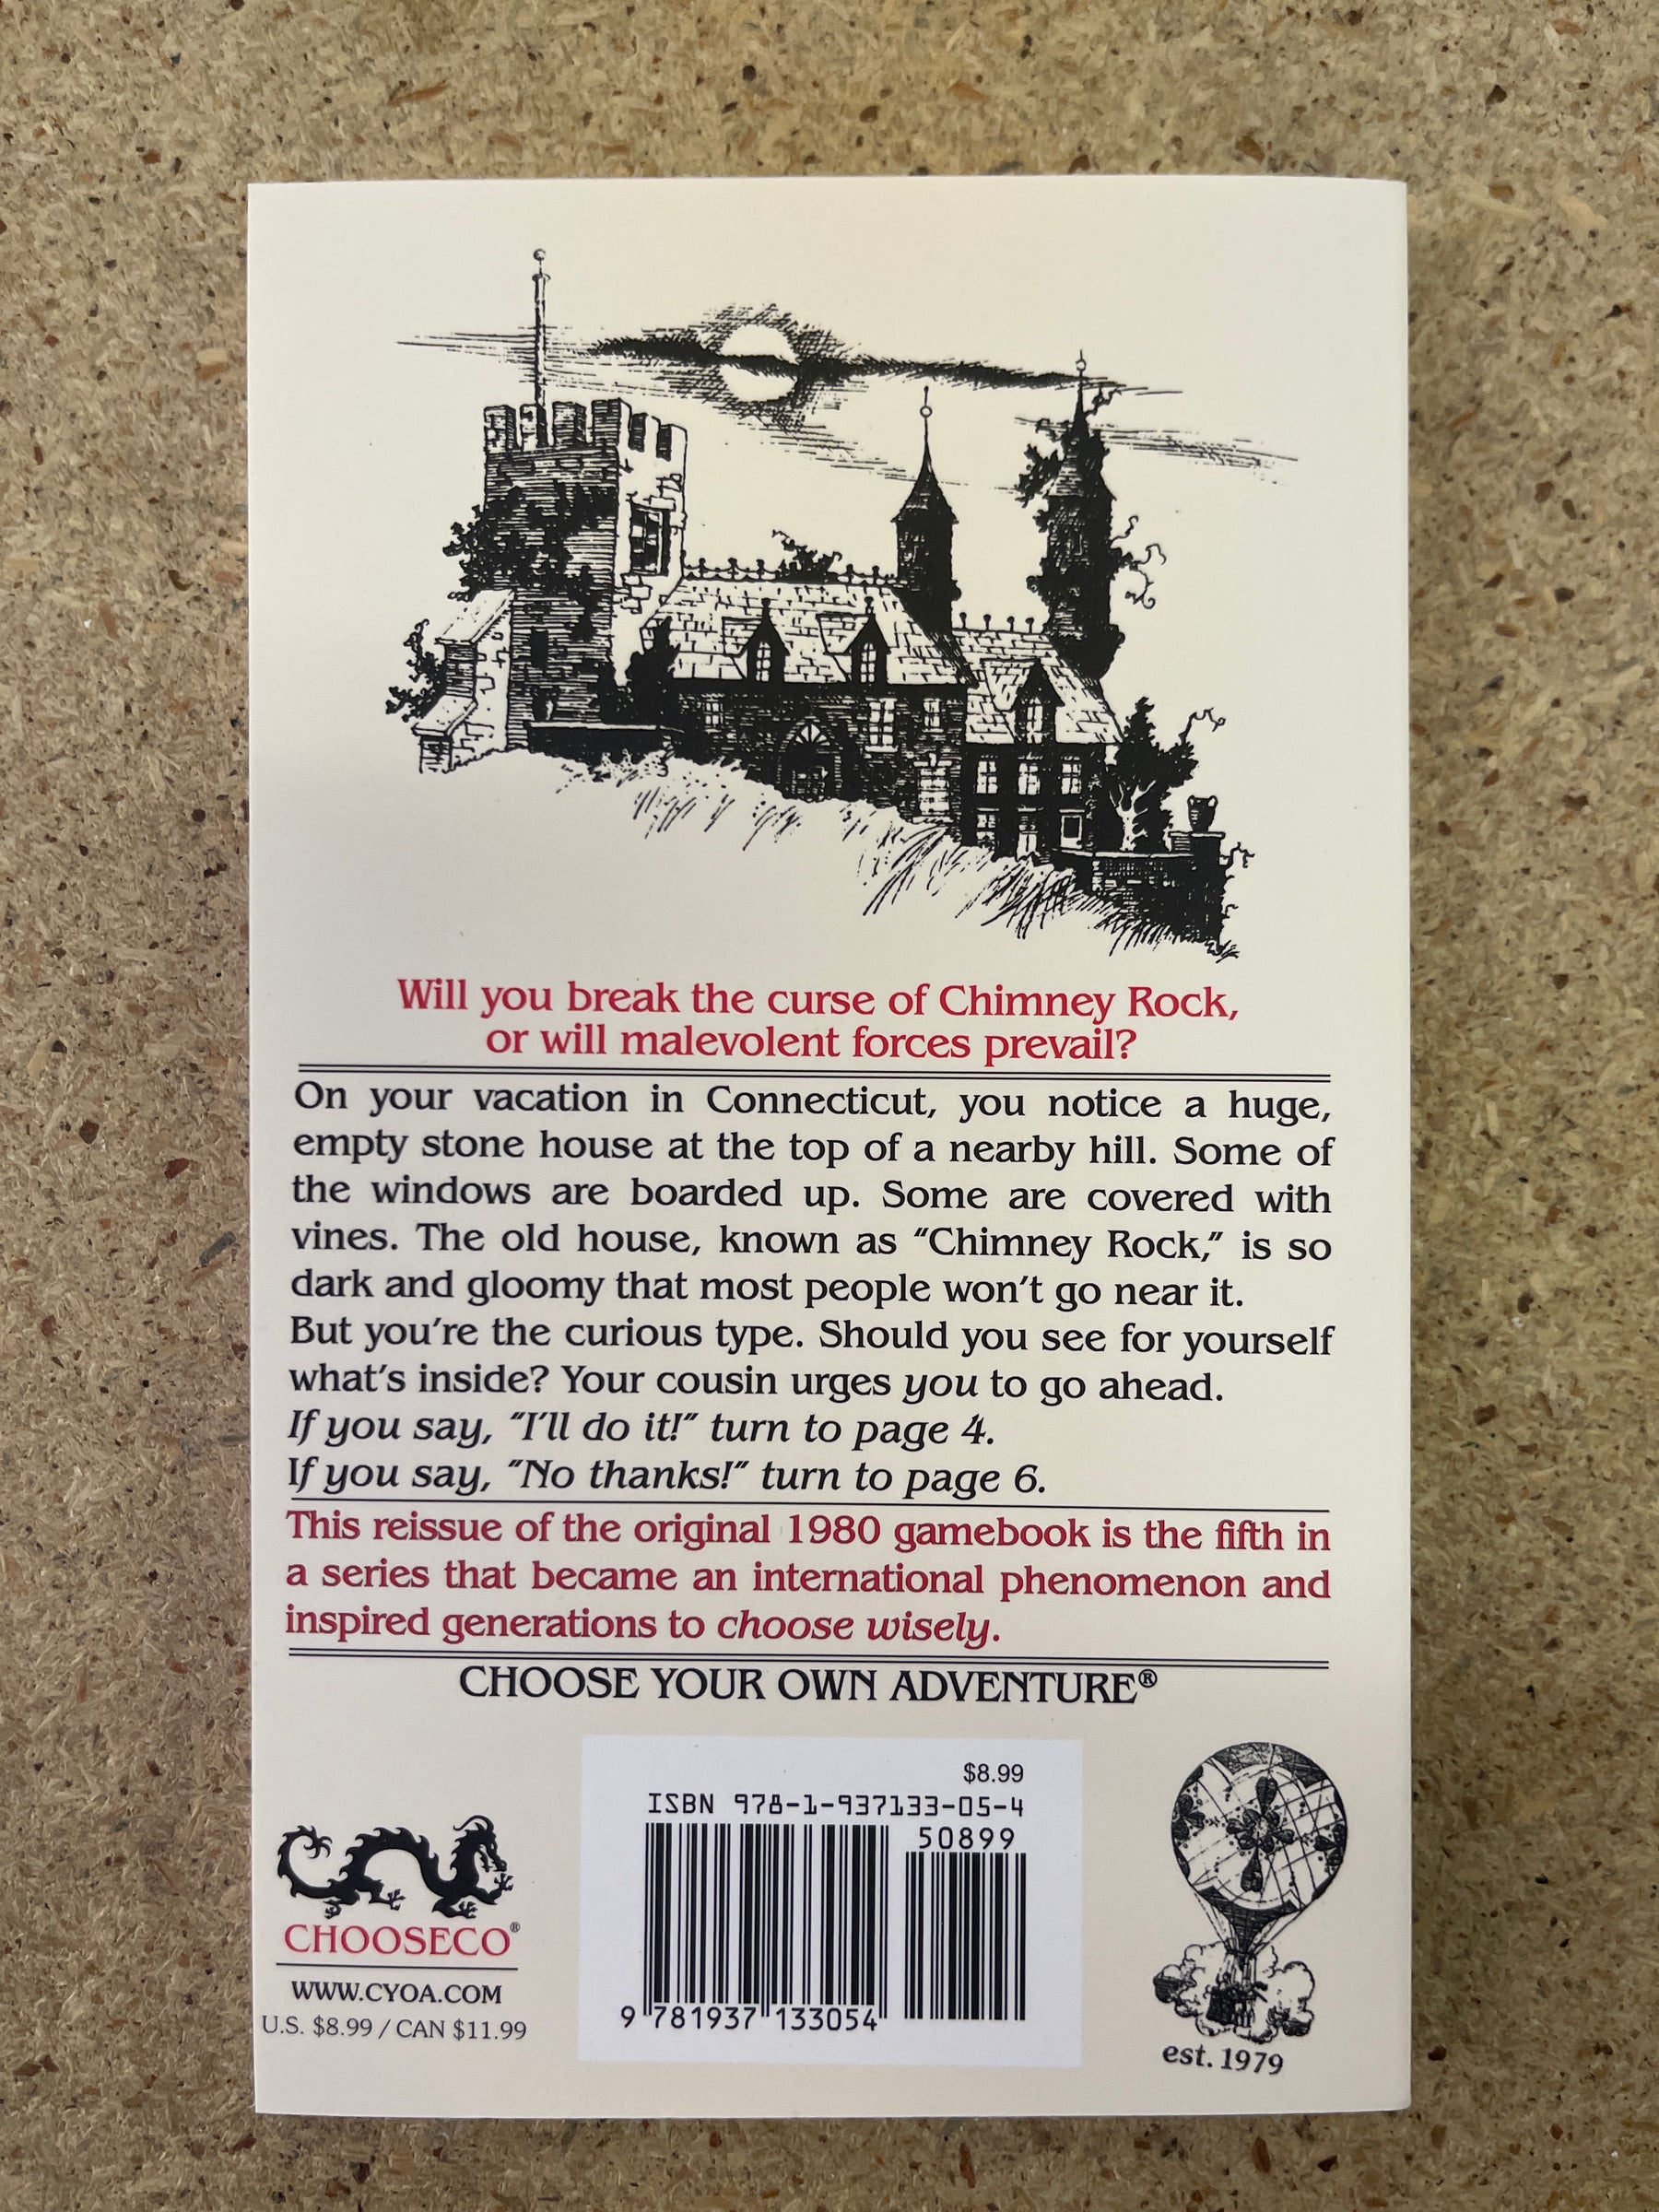 Will you break the curse of Chimney Rock,
or will malevolent forces prevail?
On your vacation in Connecticut, you notice a huge,
empty stone house at the top of a nearby hill. Some of
the windows are boarded up. Some are covered with
vines. The old house, known as "Chimney Rock," is so
dark and gloomy that most people won't go near it.
But you're the curious type. Should you see for yourself
what's inside? Your cousin urges you to go ahead.
If you say, "I'll do it!" turn to page 4.
If you say, "No thanks!" turn to page 6.
This reissue of the original 1980 gamebook is the fifth in
a series that became an international phenomenon and
inspired generations to choose wisely.
CHOOSE YOUR OWN ADVENTURE®
CHOOSECO®
WWW.CYOA.COM
U.S. $8.99 / CAN $11.99
$8.99
ISBN 978-1-937133-05-4
50899
9 781937 133054
est. 1979